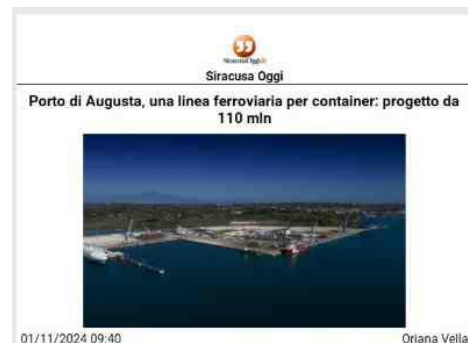 Siracusa Oggi
Porto di Augusta, una linea ferroviaria per container: progetto da
110 mln
01/11/2024 09:40 Oriana Vella